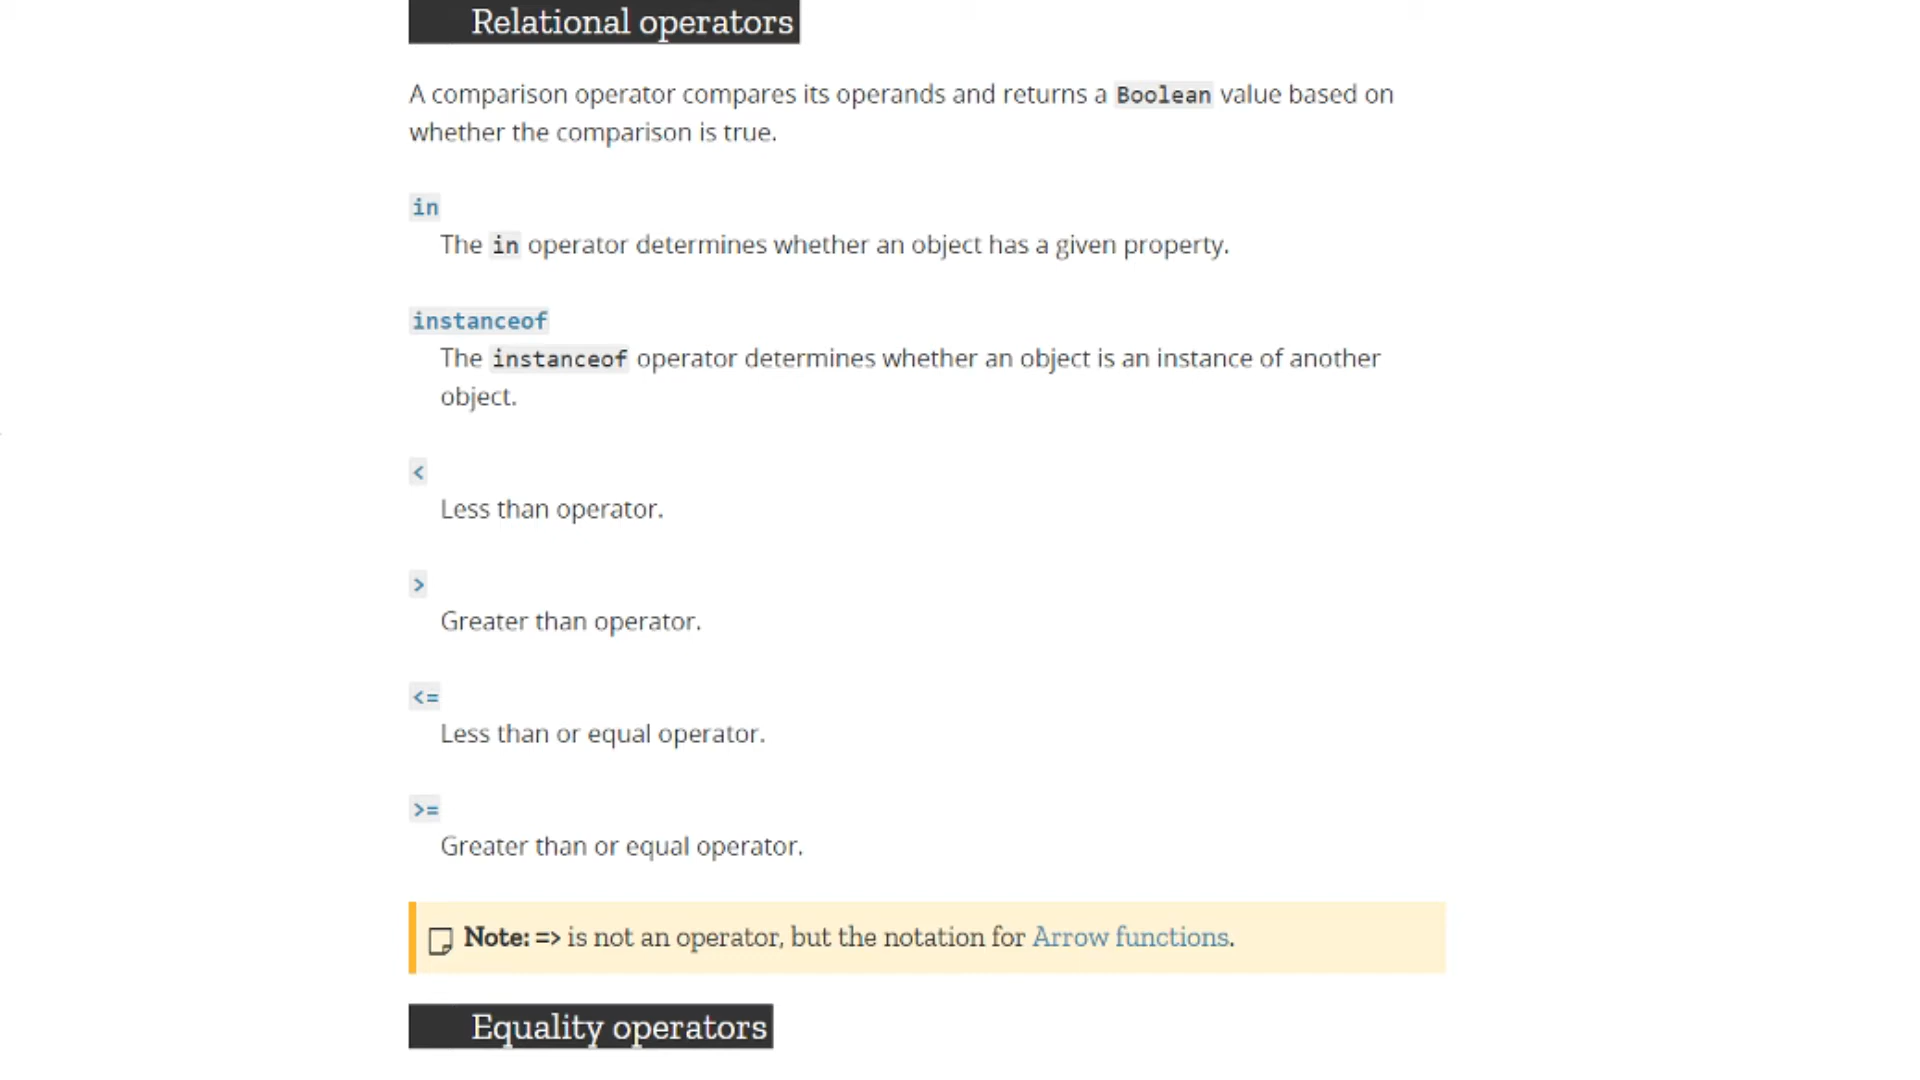 Relational operators
A comparison operator compares its operands and returns a Boolean value based on
whether the comparison is true.
in
The in operator determines whether an object has a given property.
instanceof
The instanceof operator determines whether an object is an instance of another
object.
<
Less than operator.
>
Greater than operator.
<=
Less than or equal operator.
>=
Greater than or equal operator.
Note: => is not an operator, but the notation for Arrow functions.
Equality operators